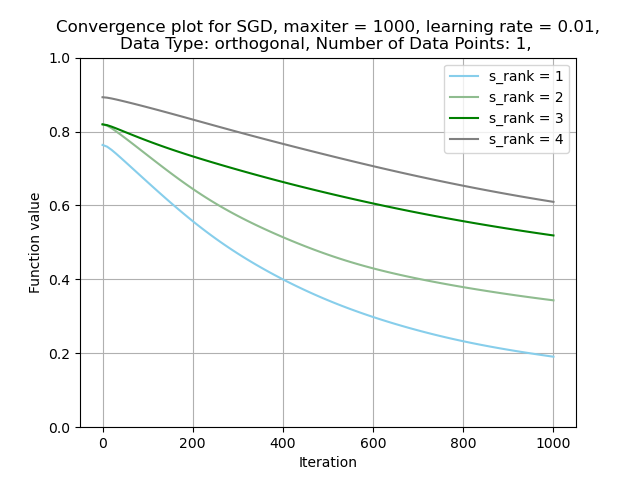 Convergence plot for SGD, maxiter = 1000, learning rate = 0.01,
Data Type: orthogonal, Number of Data Points: 1,
1.0
0.8
0.6
0.4
0.2
0.0
Function value
s_rank = 1
s_rank = 2
s_rank = 3
s_rank = 4
0 200 400 600 800 1000
Iteration